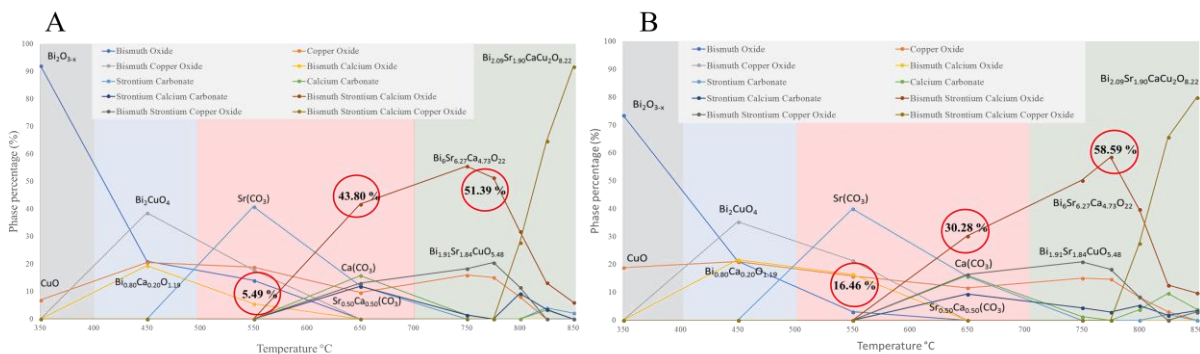 A
Phase percentage (%)
100
90
80
70
60
50
40
30
20
10
0
Bi₂O₃₋ₓ
Bismuth Oxide
Copper Oxide
Bismuth Copper Oxide
Bismuth Calcium Oxide
Strontium Carbonate
Calcium Carbonate
Strontium Calcium Carbonate
Bismuth Strontium Calcium Oxide
Bismuth Strontium Copper Oxide
Bismuth Strontium Calcium Copper Oxide
Bi₂.₀₉Sr₁.₉₀CaCu₂O₈.₂₂
Bi₂CuO₄
Sr(CO₃)
43.80 %
Bi₉Sr₆.₂₇Ca₄.₇₃O₂₂
51.39 %
CuO
Bi₀.₈₀Ca₀.₂₀O₁.₁₉
5.49 %
Ca(CO₃)
Bi₁.₉₁Sr₁.₈₄CuO₅.₄₈
Sr₀.₅₀Ca₀.₅₀(CO₃)
350
400
450
500
550
600
650
700
750
800
850
Temperature °C
B
Phase percentage (%)
100
90
80
70
60
50
40
30
20
10
0
Bi₂O₃₋ₓ
Bismuth Oxide
Copper Oxide
Bismuth Copper Oxide
Bismuth Calcium Oxide
Strontium Carbonate
Calcium Carbonate
Strontium Calcium Carbonate
Bismuth Strontium Calcium Oxide
Bismuth Strontium Copper Oxide
Bismuth Strontium Calcium Copper Oxide
Bi₂.₀₉Sr₁.₉₀CaCu₂O₈.₂₂
Bi₂CuO₄
Sr(CO₃)
58.59 %
30.28 %
Bi₉Sr₆.₂₇Ca₄.₇₃O₂₂
CuO
Bi₀.₈₀Ca₀.₂₀O₁.₁₉
16.46 %
Ca(CO₃)
Bi₁.₉₁Sr₁.₈₄CuO₅.₄₈
Sr₀.₅₀Ca₀.₅₀(CO₃)
350
400
450
500
550
600
650
700
750
800
850
Temperature °C